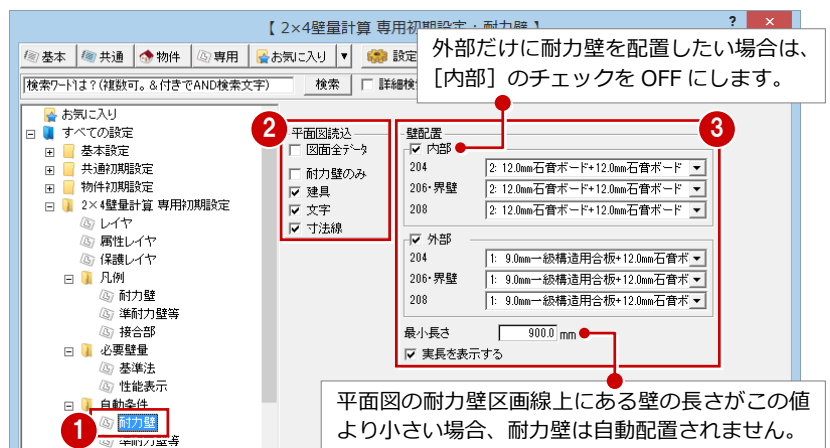 【 2×4壁量計算 専用初期設定：耐力壁 】
? ×
基本 共通 物件 専用 お気に入り ▼ 設定
検索ワードは？(複数可。＆付きでAND検索文字) 検索 詳細検
外部だけに耐力壁を配置したい場合は、
［内部］のチェックを OFF にします。
お気に入り
すべての設定
基本設定
共通初期設定
物件初期設定
2×4壁量計算 専用初期設定
レイヤ
属性レイヤ
保護レイヤ
凡例
耐力壁
準耐力壁等
接合部
必要壁量
基準法
性能表示
自動条件
1
耐力壁
準耐力壁等
2
平面図読込
図面全データ
耐力壁のみ
建具
文字
寸法線
3
壁配置
内部
204 2: 12.0mm石膏ボード+12.0mm石膏ボード
206・界壁 2: 12.0mm石膏ボード+12.0mm石膏ボード
208 2: 12.0mm石膏ボード+12.0mm石膏ボード
外部
204 1: 9.0mm一級構造用合板+12.0mm石膏ボ
206・界壁 1: 9.0mm一級構造用合板+12.0mm石膏ボ
208 1: 9.0mm一級構造用合板+12.0mm石膏ボ
最小長さ 900.0 mm
実長を表示する
平面図の耐力壁区画線上にある壁の長さがこの値
より小さい場合、耐力壁は自動配置されません。